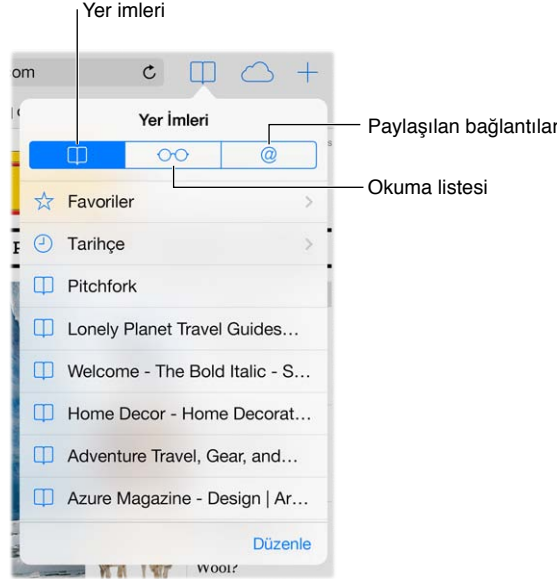 Yer imleri
om
Yer İmleri
@
Paylaşılan bağlantılar
Okuma listesi
Favoriler
Tarihçe
Pitchfork
Lonely Planet Travel Guides…
Welcome - The Bold Italic - S…
Home Decor - Home Decorat…
Adventure Travel, Gear, and…
Azure Magazine - Design | Ar…
Düzenle
Wool?